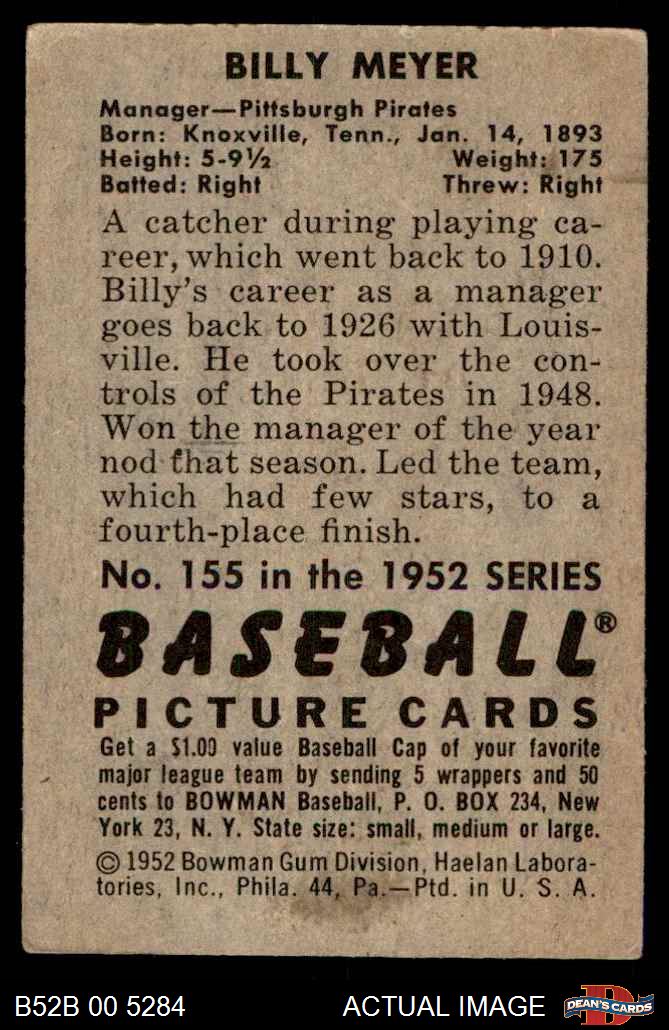 BILLY MEYER
Manager—Pittsburgh Pirates
Born: Knoxville, Tenn., Jan. 14, 1893
Height: 5-9½ Weight: 175
Batted: Right Threw: Right
A catcher during playing ca-
reer, which went back to 1910.
Billy's career as a manager
goes back to 1926 with Louis-
ville. He took over the con-
trols of the Pirates in 1948.
Won the manager of the year
nod that season. Led the team,
which had few stars, to a
fourth-place finish.
No. 155 in the 1952 SERIES
BASEBALL®
PICTURE CARDS
Get a $1.00 value Baseball Cap of your favorite
major league team by sending 5 wrappers and 50
cents to BOWMAN Baseball, P. O. BOX 234, New
York 23, N. Y. State size: small, medium or large.
© 1952 Bowman Gum Division, Haelan Labora-
tories, Inc., Phila. 44, Pa.—Ptd. in U. S. A.
B52B 00 5284 ACTUAL IMAGE DEAN'S CARDS